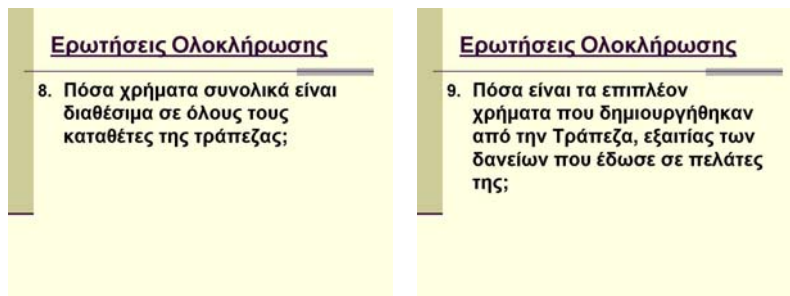 Ερωτήσεις Ολοκλήρωσης
8. Πόσα χρήματα συνολικά είναι
διαθέσιμα σε όλους τους
καταθέτες της τράπεζας;
Ερωτήσεις Ολοκλήρωσης
9. Πόσα είναι τα επιπλέον
χρήματα που δημιουργήθηκαν
από την Τράπεζα, εξαιτίας των
δανείων που έδωσε σε πελάτες
της;